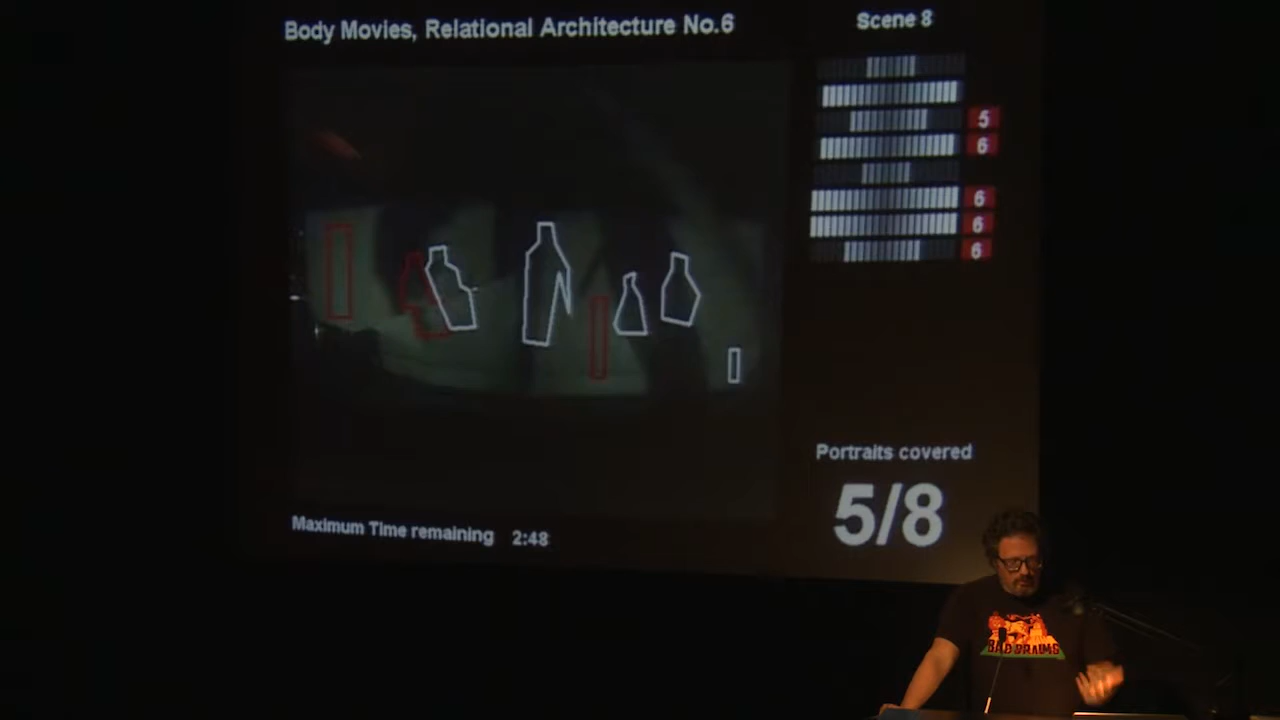 Body Movies, Relational Architecture No.6
Scene 8
5
6
6
6
6
Portraits covered
5/8
Maximum Time remaining 2:48
BAD BRAINS